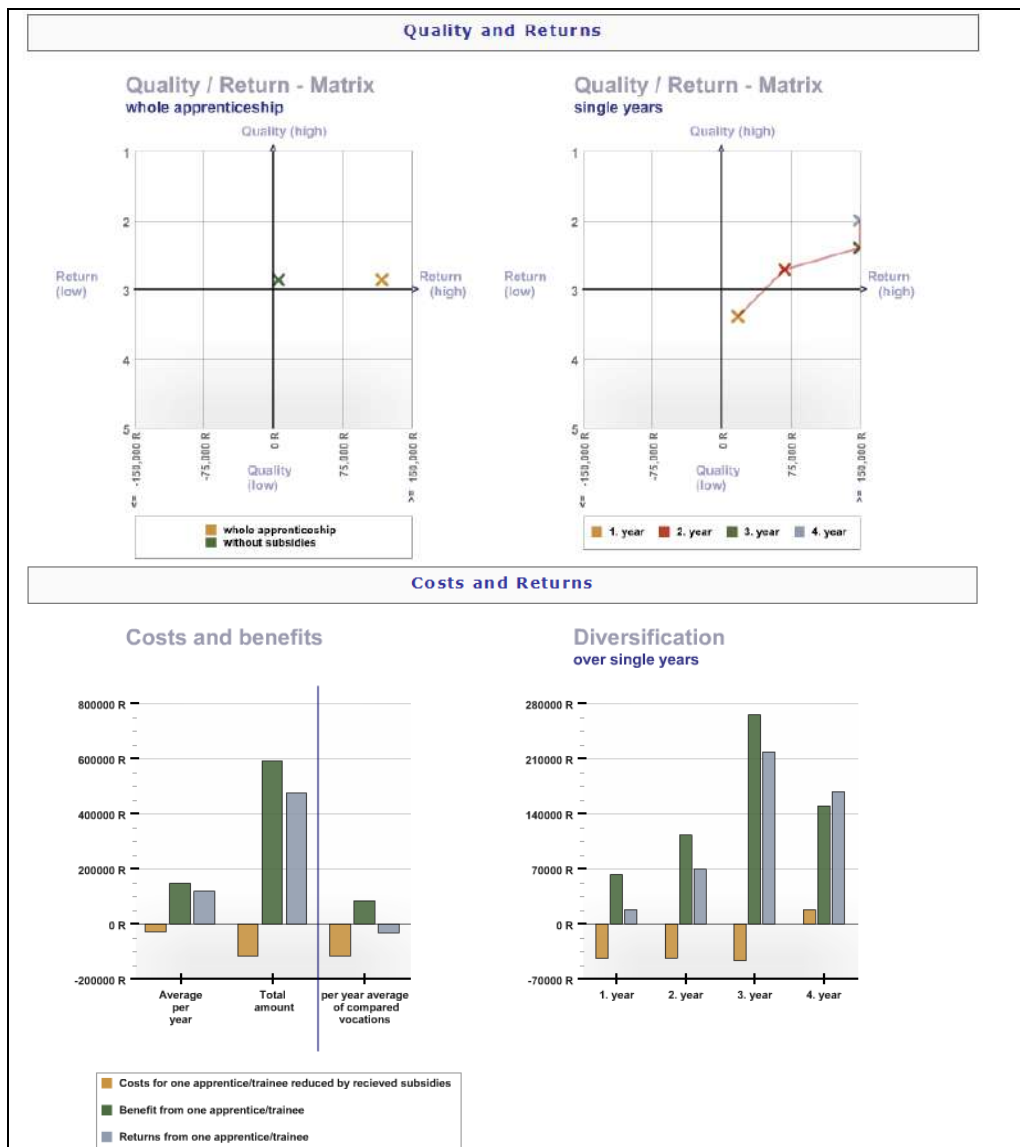 Quality and Returns
Quality / Return - Matrix
whole apprenticeship
Quality (high)
1
2
3
4
5
Return
(low)
Return
(high)
<= -150,000 R
-75,000 R
0 R
75,000 R
>= 150,000 R
Quality
(low)
whole apprenticeship
without subsidies
Quality / Return - Matrix
single years
Quality (high)
1
2
3
4
5
Return
(low)
Return
(high)
<= -150,000 R
-75,000 R
0 R
75,000 R
>= 150,000 R
Quality
(low)
1. year
2. year
3. year
4. year
Costs and Returns
Costs and benefits
800000 R
600000 R
400000 R
200000 R
0 R
-200000 R
Average
per
year
Total
amount
per year average
of compared
vocations
Costs for one apprentice/trainee reduced by recieved subsidies
Benefit from one apprentice/trainee
Returns from one apprentice/trainee
Diversification
over single years
280000 R
210000 R
140000 R
70000 R
0 R
-70000 R
1. year
2. year
3. year
4. year